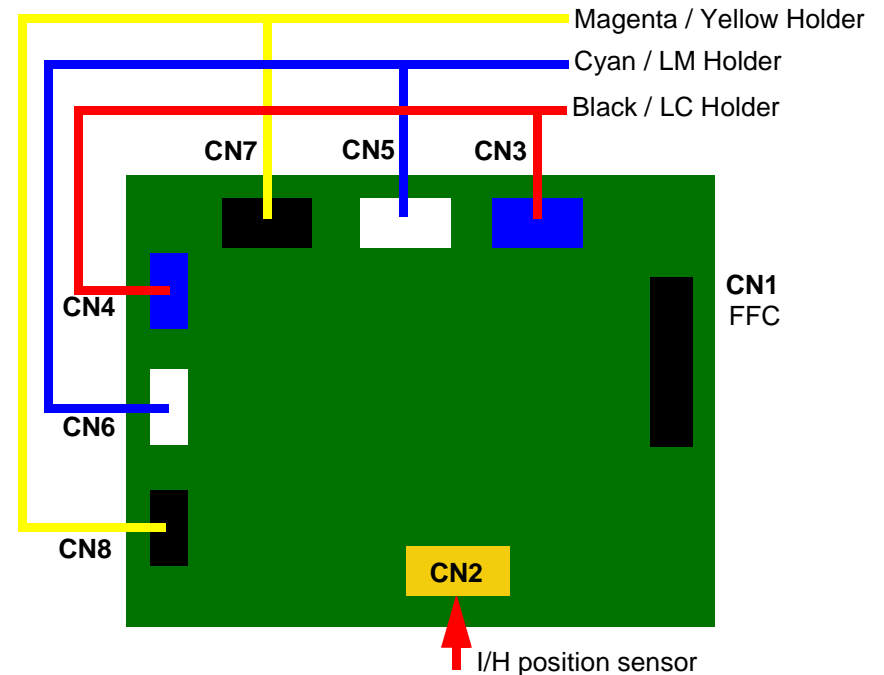 Magenta / Yellow Holder
Cyan / LM Holder
Black / LC Holder
CN7
CN5
CN3
CN4
CN1
FFC
CN6
CN8
CN2
I/H position sensor